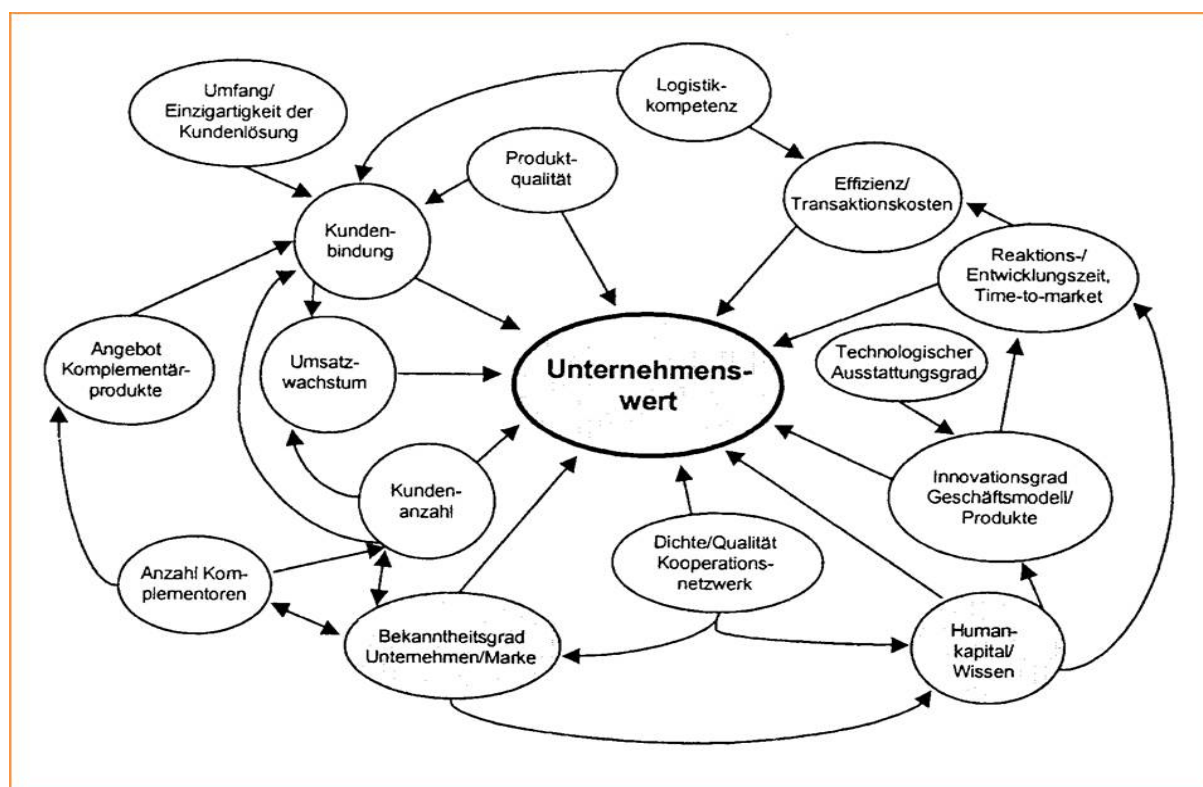 Umfang/
Einzigartigkeit der
Kundenlösung
Logistik-
kompetenz
Produkt-
qualität
Effizienz/
Transaktionskosten
Kunden-
bindung
Reaktions-/
Entwicklungszeit,
Time-to-market
Angebot
Komplementär-
produkte
Umsatz-
wachstum
Unternehmens-
wert
Technologischer
Ausstattungsgrad
Kunden-
anzahl
Innovationsgrad
Geschäftsmodell/
Produkte
Anzahl Kom-
plementoren
Dichte/Qualität
Kooperations-
netzwerk
Bekanntheitsgrad
Unternehmen/Marke
Human-
kapital/
Wissen